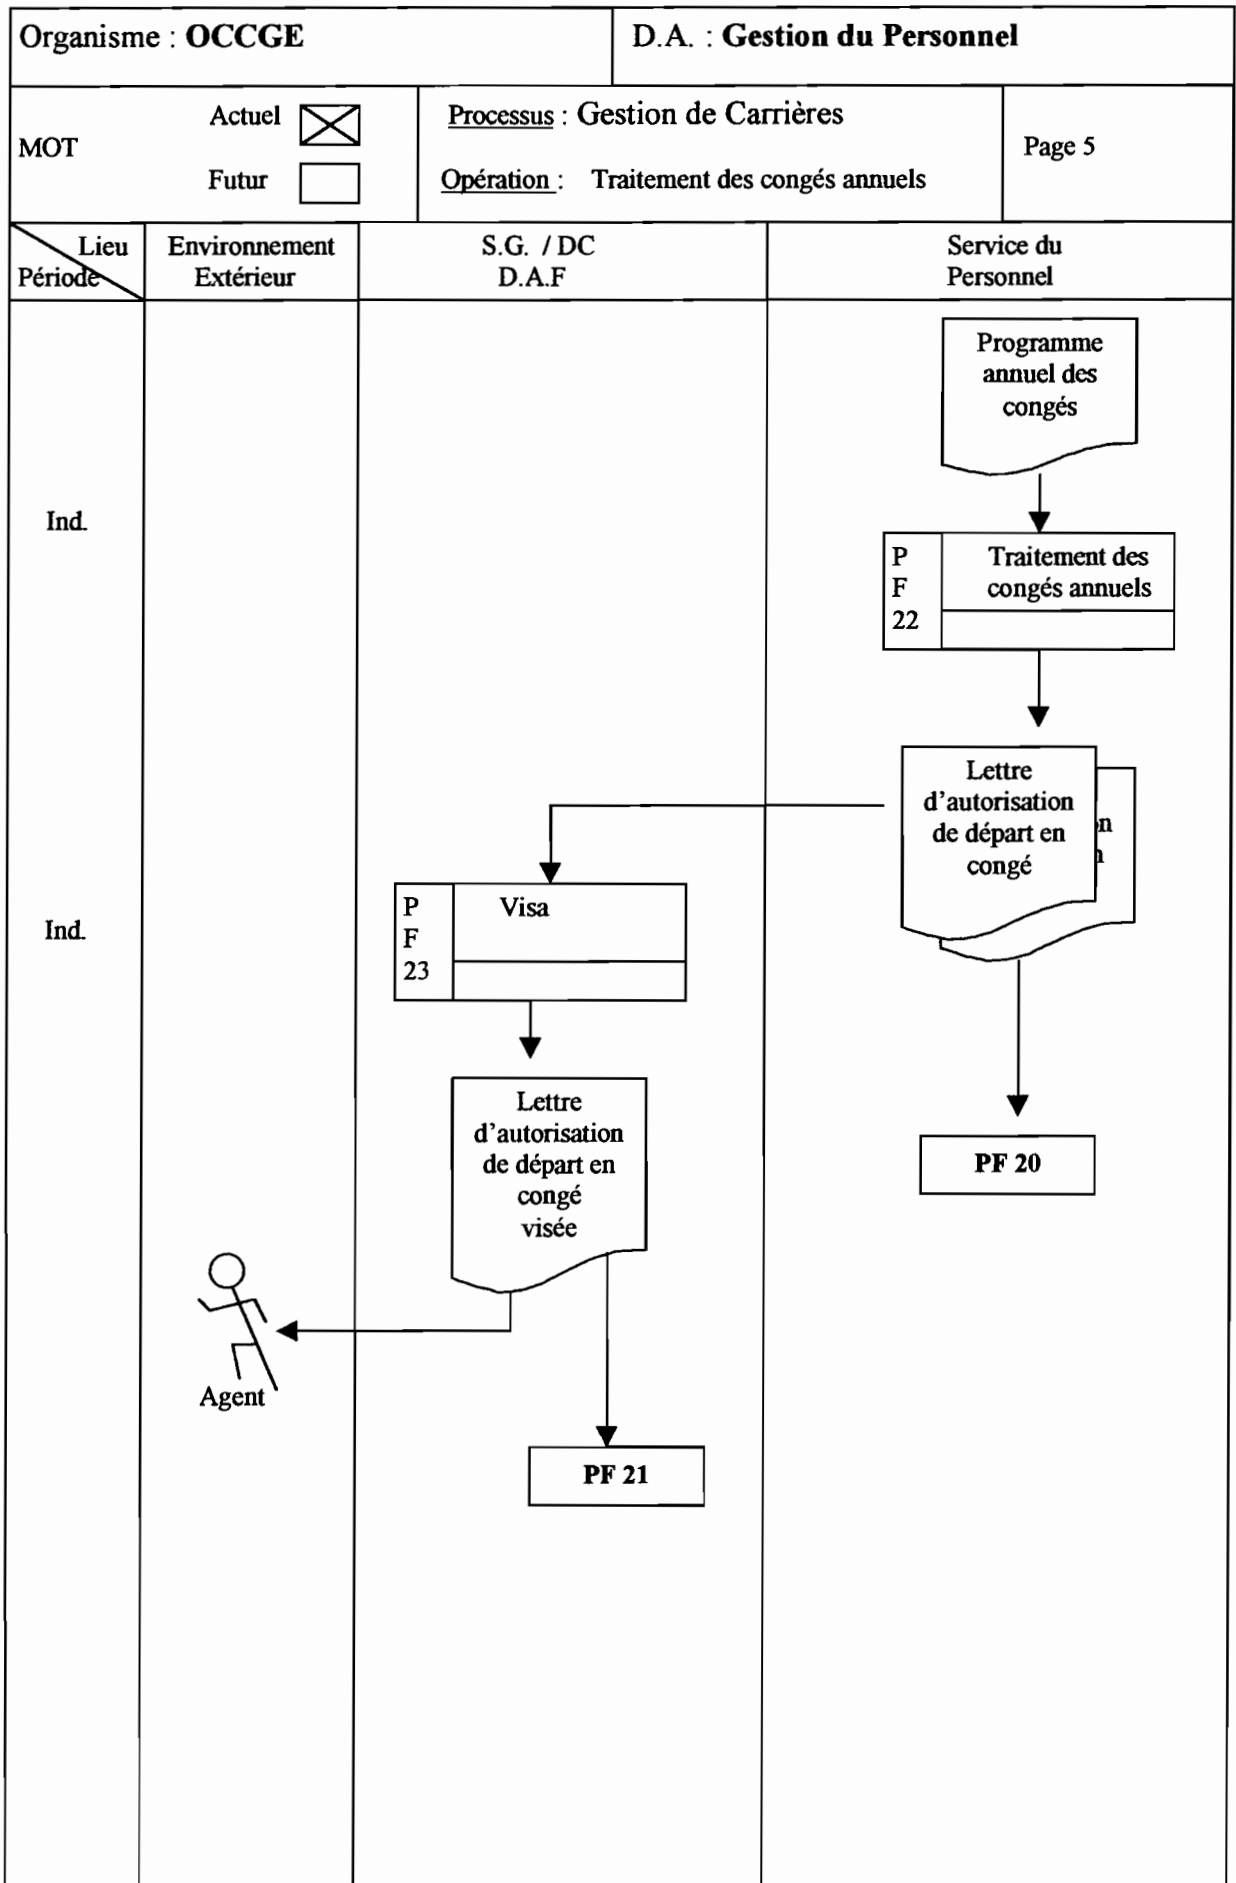 Organisme : OCCGE
D.A. : Gestion du Personnel
MOT
Actuel
Futur
Processus : Gestion de Carrières
Opération : Traitement des congés annuels
Page 5
Lieu
Période
Environnement
Extérieur
S.G. / DC
D.A.F
Service du
Personnel
Programme
annuel des
congés
Ind.
P
F
22
Traitement des
congés annuels
Lettre
d'autorisation
de départ en
congé
on
n
Ind.
P
F
23
Visa
Lettre
d'autorisation
de départ en
congé
visée
PF 20
Agent
PF 21